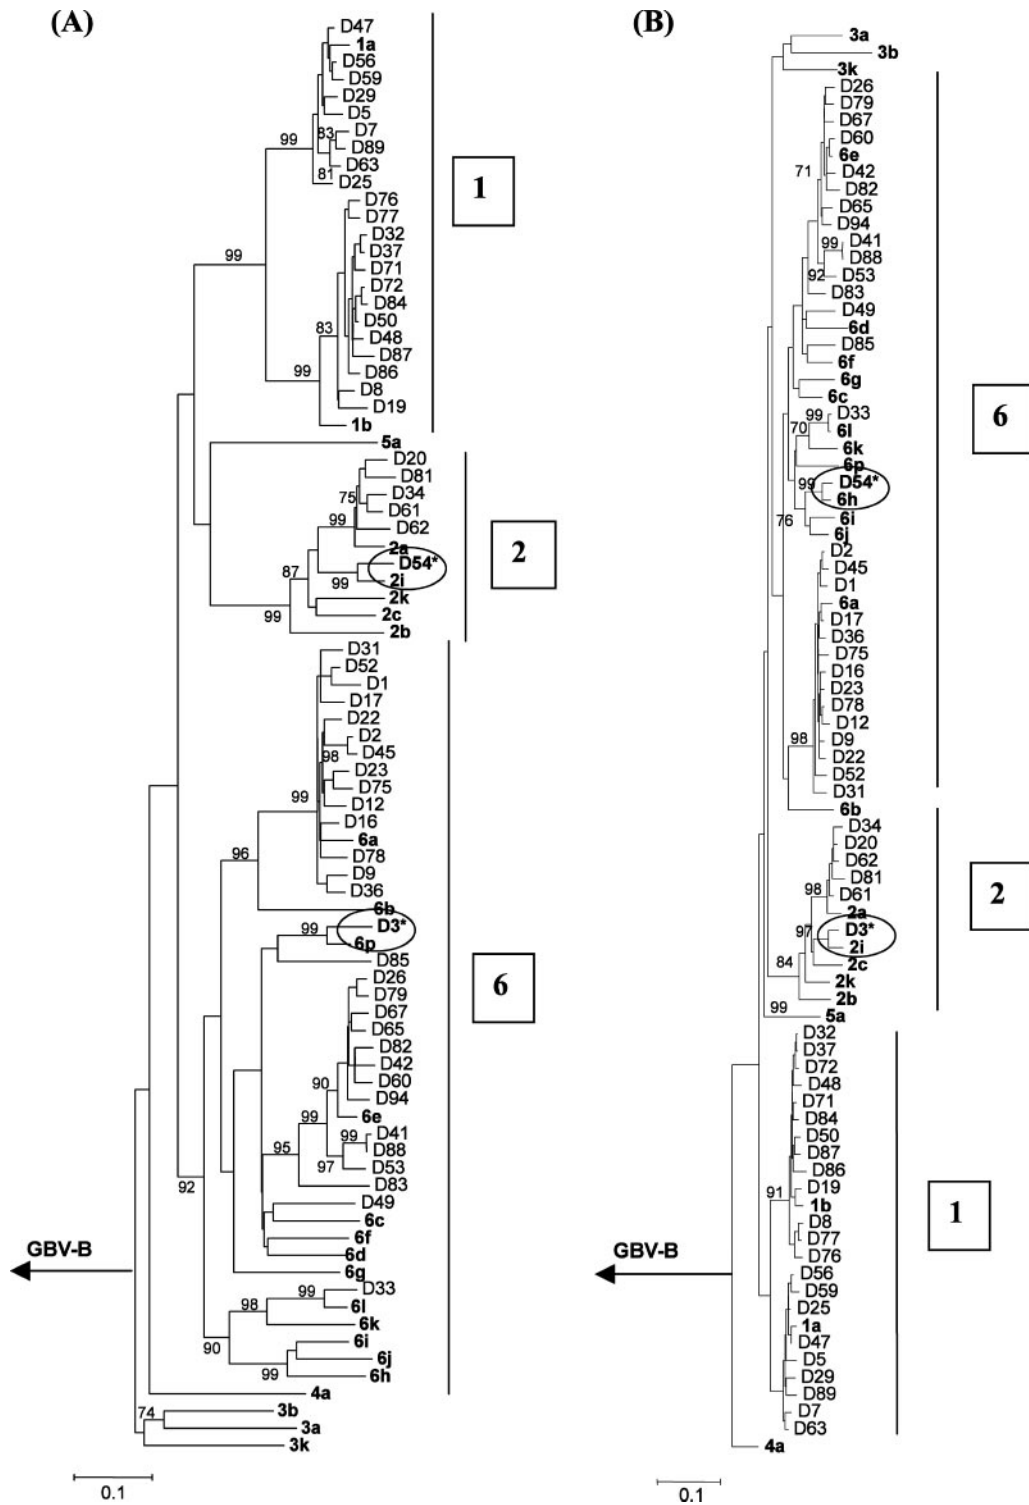 (A)
D47
1a
D56
D59
D29
D5
D7
D89
D63
D25
D76
D77
D32
D37
D71
D72
D84
D50
D48
D87
D86
D8
D19
1b
5a
D20
D81
D34
D61
D62
2a
D54*
2i
2k
2c
2b
D31
D52
D1
D17
D22
D2
D45
D23
D75
D12
D16
6a
D78
D9
D36
6b
D3*
6p
D85
D26
D79
D67
D65
D82
D42
D60
D94
6e
D41
D88
D53
D83
D49
6c
6f
6d
6g
D33
6l
6k
6i
6j
6h
4a
3b
3a
3k
99
83
81
99
83
99
75
99
87
99
99
98
99
96
99
90
99
99
97
95
92
99
98
90
99
74
1
2
6
GBV-B
0.1
(B)
3a
3b
3k
D26
D79
D67
D60
6e
D42
D82
D65
D94
D41
D88
D53
D83
D49
6d
D85
6f
6g
6c
D33
6l
6k
6p
D54*
6h
6i
6j
D2
D45
D1
6a
D17
D36
D75
D16
D23
D78
D12
D9
D22
D52
D31
6b
D34
D20
D62
D81
D61
2a
D3*
2i
2c
2k
2b
5a
D32
D37
D72
D48
D71
D84
D50
D87
D86
D19
1b
D8
D77
D76
D56
D59
D25
1a
D47
D5
D29
D89
D7
D63
4a
71
99
92
99
70
99
76
98
98
97
84
99
91
6
2
1
GBV-B
0.1